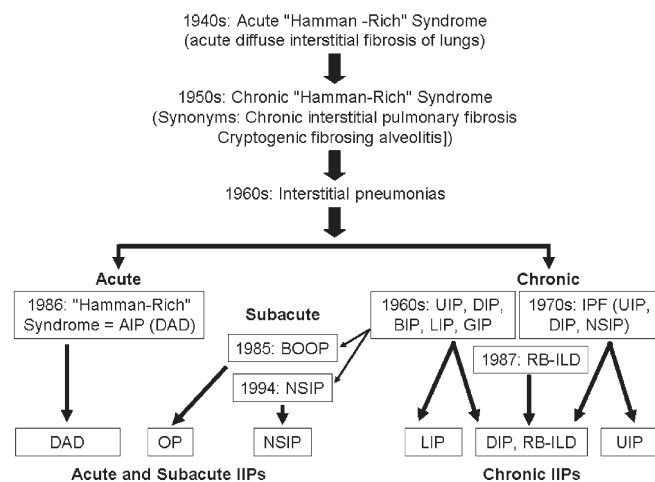 1940s: Acute "Hamman -Rich" Syndrome
(acute diffuse interstitial fibrosis of lungs)
1950s: Chronic "Hamman-Rich" Syndrome
(Synonyms: Chronic interstitial pulmonary fibrosis
Cryptogenic fibrosing alveolitis])
1960s: Interstitial pneumonias
Acute
Chronic
1986: "Hamman-Rich"
Syndrome = AIP (DAD)
Subacute
1985: BOOP
1994: NSIP
1960s: UIP, DIP,
BIP, LIP, GIP
1970s: IPF (UIP,
DIP, NSIP)
1987: RB-ILD
DAD
OP
NSIP
LIP
DIP, RB-ILD
UIP
Acute and Subacute IIPs
Chronic IIPs